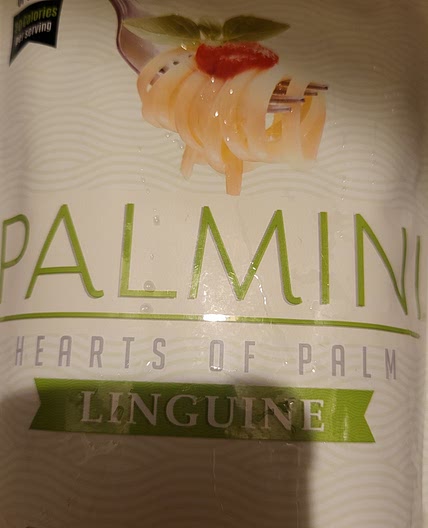 calories
per serving
PALMINI
HEARTS OF PALM
LINGUINE